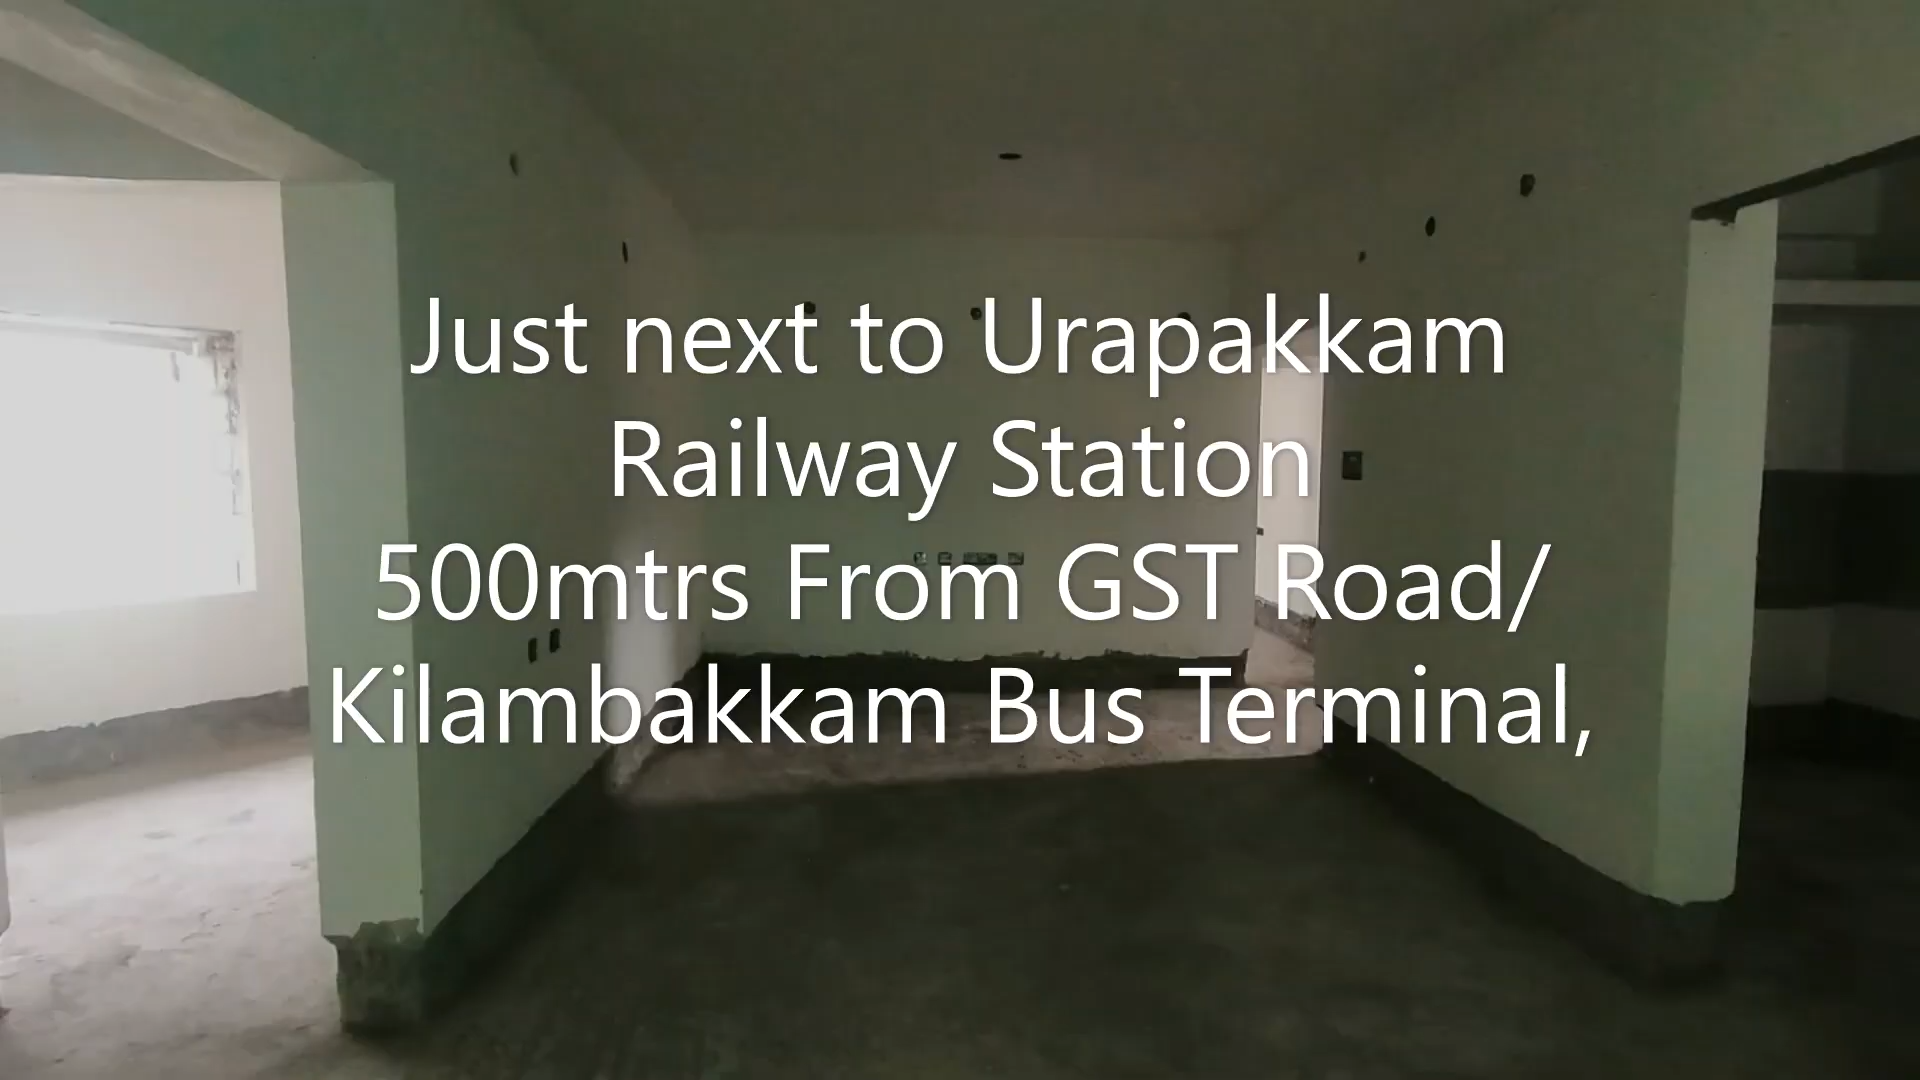 Just next to Urapakkam
Railway Station
500mtrs From GST Road/
Kilambakkam Bus Terminal,